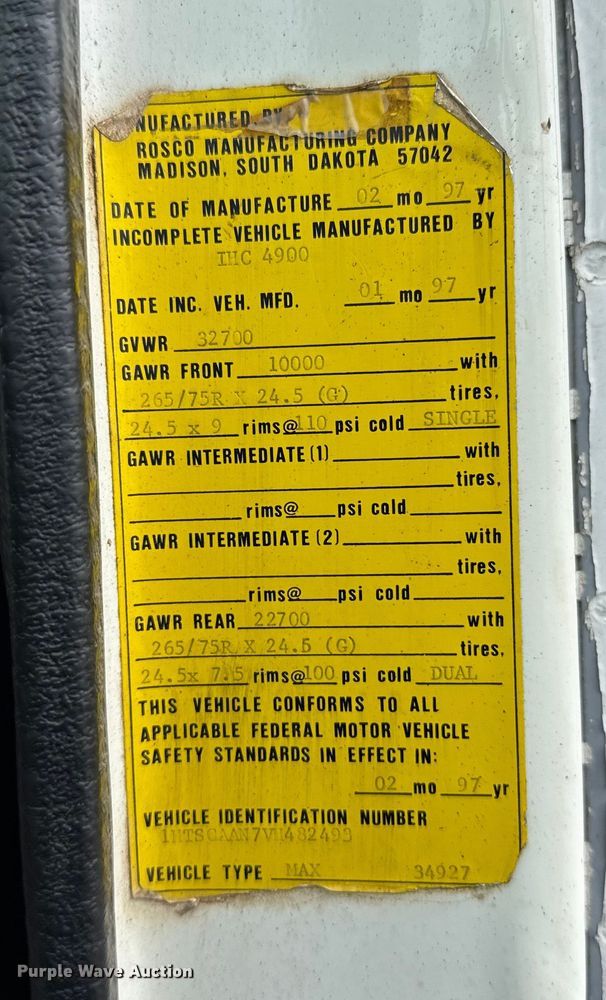 NUFACTURED BY
ROSCO MANUFACTURING COMPANY
MADISON, SOUTH DAKOTA 57042
DATE OF MANUFACTURE 02 mo 97 yr
INCOMPLETE VEHICLE MANUFACTURED BY
IHC 4900
DATE INC. VEH. MFD. 01 mo 97 yr
GVWR 32700
GAWR FRONT 10000 with
265/75R X 24.5 (G) tires,
24.5 x 9 rims@ 110 psi cold SINGLE
GAWR INTERMEDIATE (1) with
tires,
rims@ psi cold
GAWR INTERMEDIATE (2) with
tires,
rims@ psi cold
GAWR REAR 22700 with
265/75R X 24.5 (G) tires,
24.5x 7.5 rims@ 100 psi cold DUAL
THIS VEHICLE CONFORMS TO ALL
APPLICABLE FEDERAL MOTOR VEHICLE
SAFETY STANDARDS IN EFFECT IN:
02 mo 97 yr
VEHICLE IDENTIFICATION NUMBER
VEHICLE TYPE MAX 34927
Purple Wave Auction